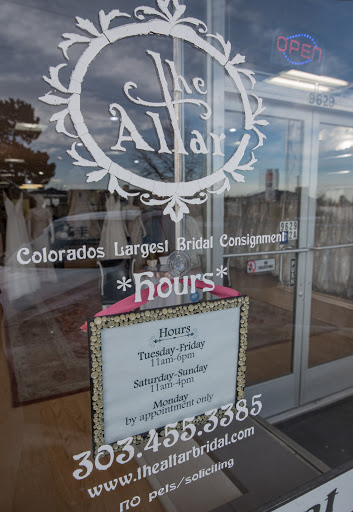 the
Altar
OPEN
9629
Colorados Largest Bridal Consignment
*Hours*
Hours
Tuesday-Friday
11am-6pm
Saturday-Sunday
11am-4pm
Monday
by appointment only
303.455.3385
www.thealtarbridal.com
no pets/soliciting